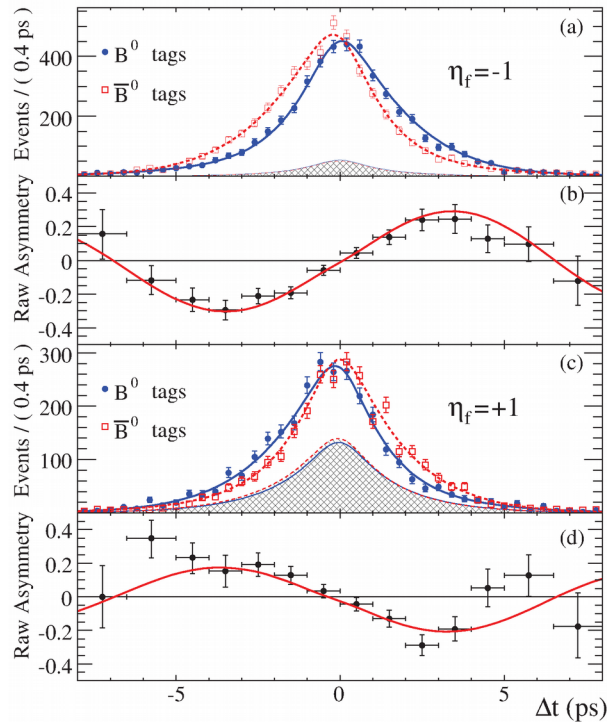 400
200
Events / ( 0.4 ps )
B⁰ tags
B̅⁰ tags
(a)
η_f=-1
0.4
0.2
0
-0.2
-0.4
Raw Asymmetry
(b)
300
200
100
Events / ( 0.4 ps )
B⁰ tags
B̅⁰ tags
(c)
η_f=+1
0.4
0.2
0
-0.2
-0.4
Raw Asymmetry
(d)
-5 0 5
Δt (ps)